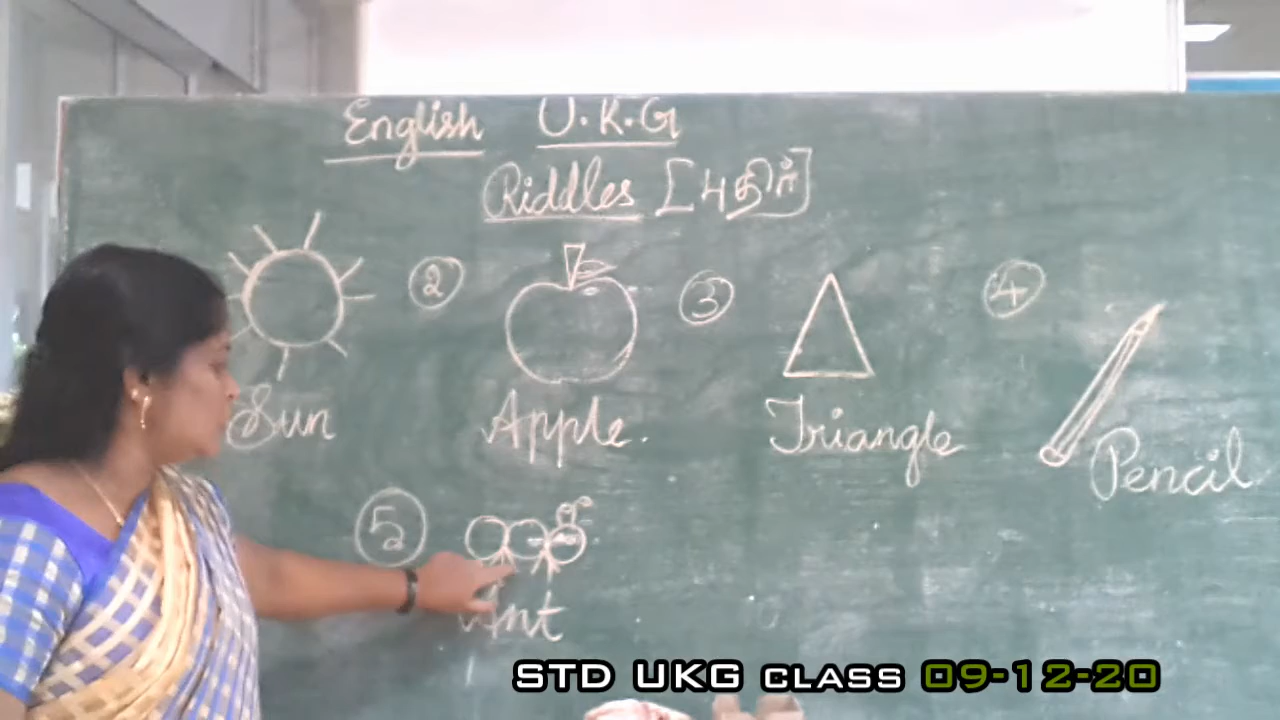 English U.K.G
Riddles [புதிர்]
② ③ ④
Sun Apple. Triangle Pencil
⑤
Ant
STD UKG CLASS 09-12-20